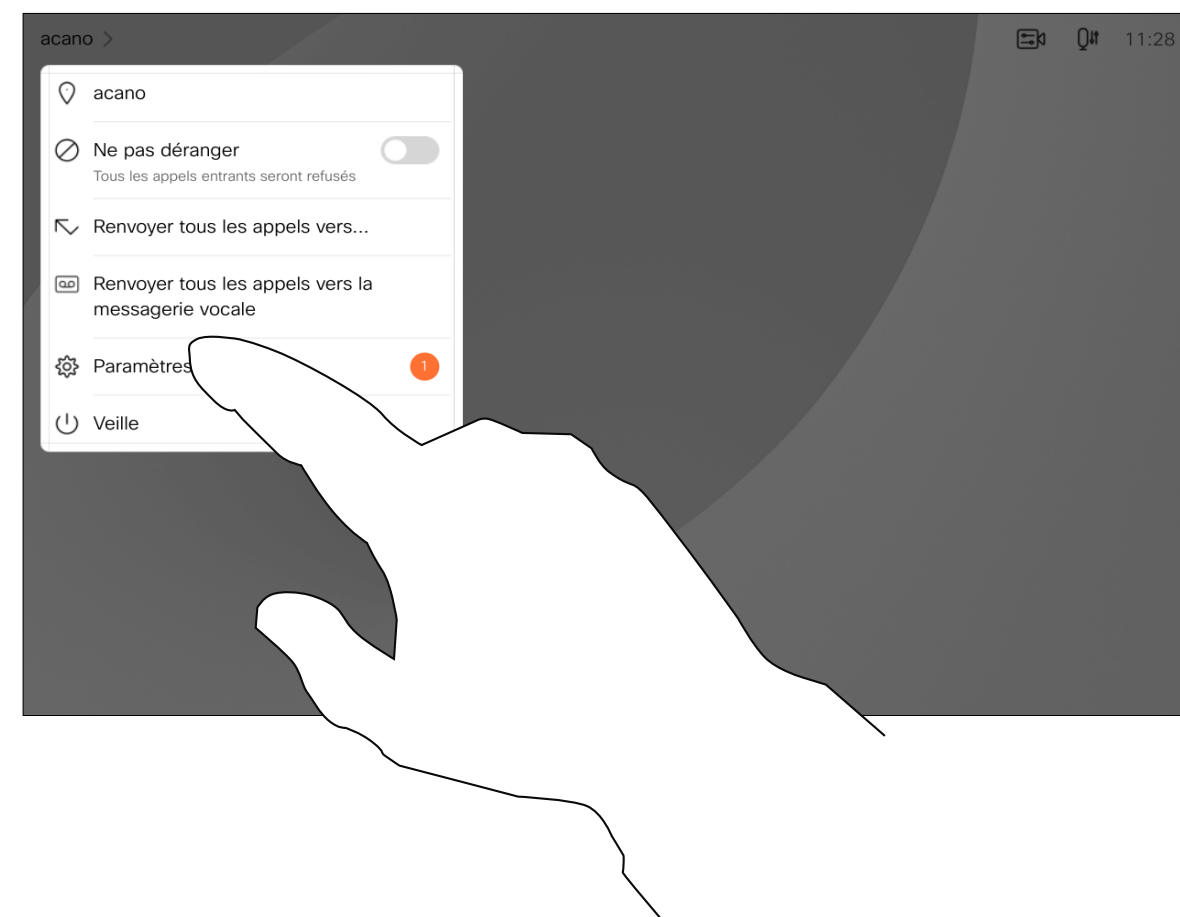 acano >
11:28
acano
Ne pas déranger
Tous les appels entrants seront refusés
Renvoyer tous les appels vers...
Renvoyer tous les appels vers la
messagerie vocale
Paramètres
1
Veille